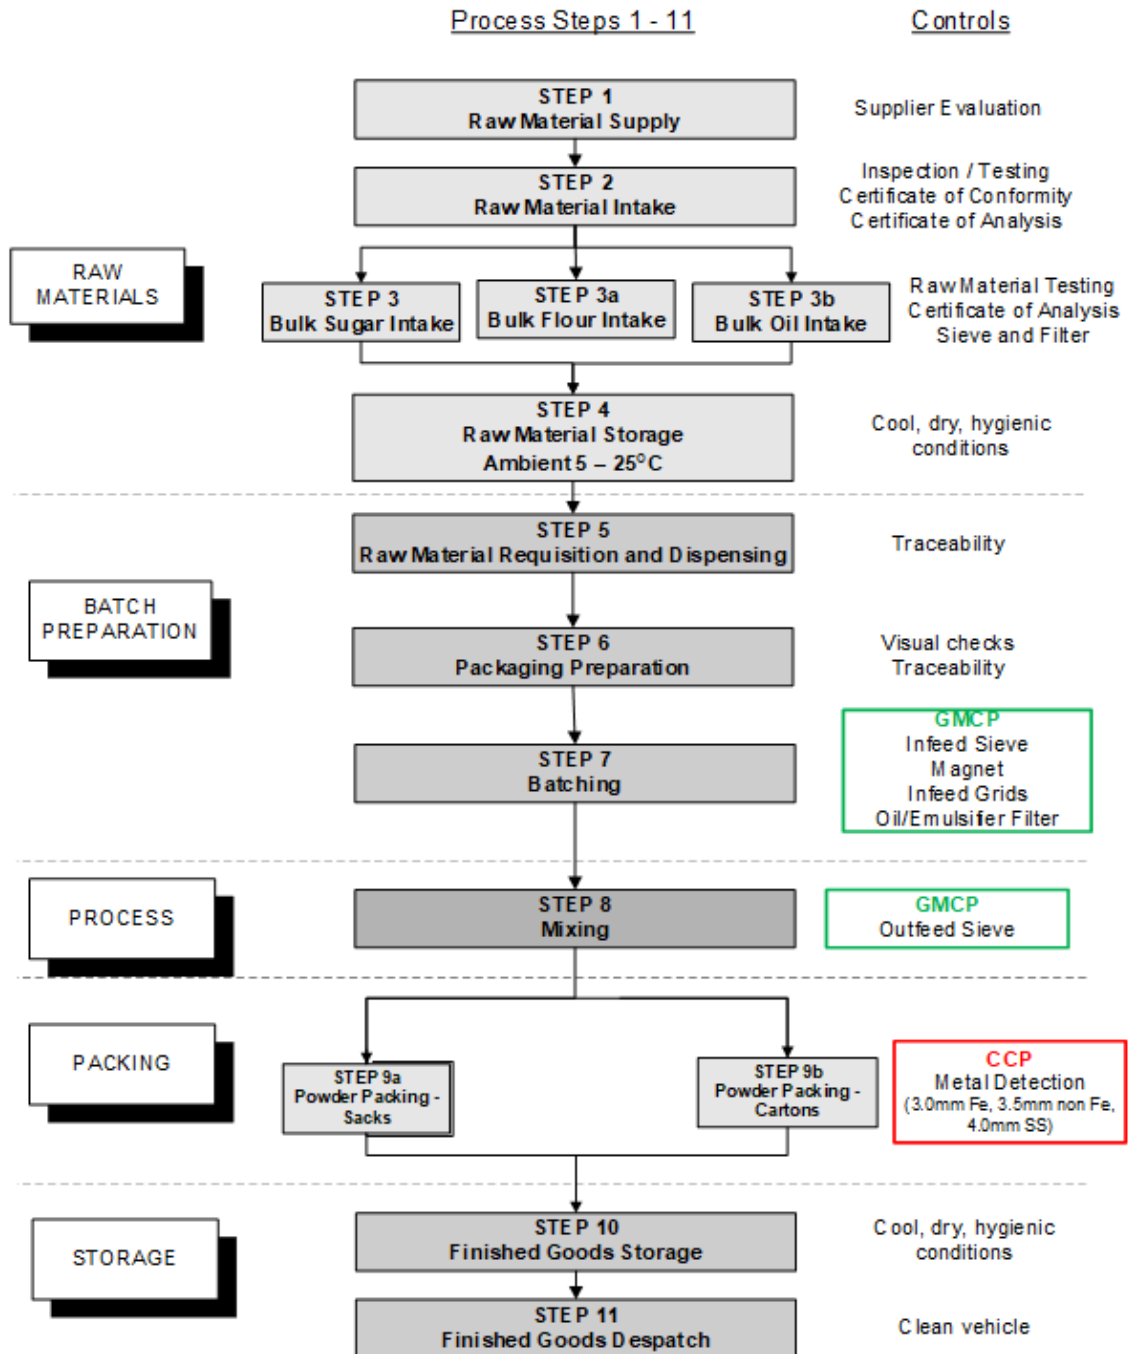 Process Steps 1 - 11
Controls
STEP 1
Raw Material Supply
Supplier Evaluation
STEP 2
Raw Material Intake
Inspection / Testing
Certificate of Conformity
Certificate of Analysis
RAW
MATERIALS
STEP 3
Bulk Sugar Intake
STEP 3a
Bulk Flour Intake
STEP 3b
Bulk Oil Intake
Raw Material Testing
Certificate of Analysis
Sieve and Filter
STEP 4
Raw Material Storage
Ambient 5 – 25⁰C
Cool, dry, hygienic
conditions
STEP 5
Raw Material Requisition and Dispensing
Traceability
BATCH
PREPARATION
STEP 6
Packaging Preparation
Visual checks
Traceability
STEP 7
Batching
GMCP
Infeed Sieve
Magnet
Infeed Grids
Oil/Emulsifier Filter
PROCESS
STEP 8
Mixing
GMCP
Outfeed Sieve
PACKING
STEP 9a
Powder Packing -
Sacks
STEP 9b
Powder Packing -
Cartons
CCP
Metal Detection
(3.0mm Fe, 3.5mm non Fe,
4.0mm SS)
STORAGE
STEP 10
Finished Goods Storage
Cool, dry, hygienic
conditions
STEP 11
Finished Goods Despatch
Clean vehicle